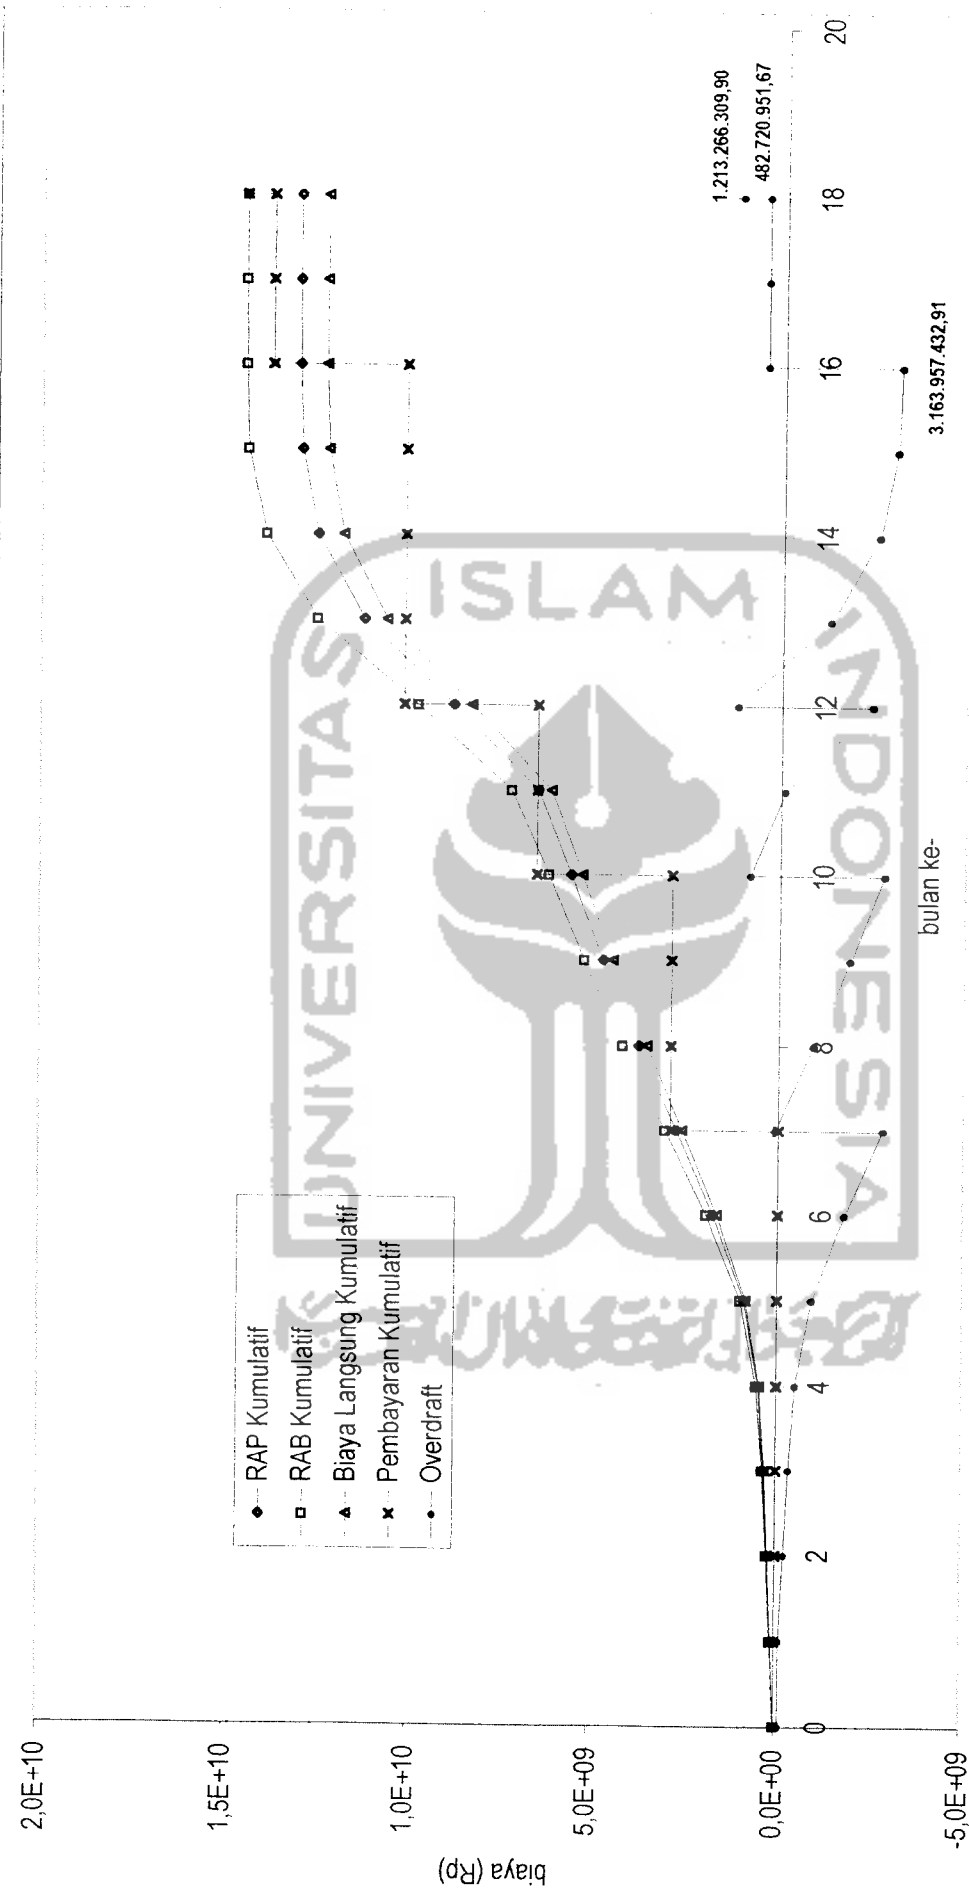 biaya (Rp)
2,0E+10
1,5E+10
1,0E+10
5,0E+09
0,0E+00
-5,0E+09
RAP Kumulatif
RAB Kumulatif
Biaya Langsung Kumulatif
Pembayaran Kumulatif
Overdraft
1.213.266.309,90
482.720.951,67
3.163.957.432,91
0
2
4
6
8
10
12
14
16
18
20
bulan ke-
UNIVERSITAS
ISLAM
INDONESIA